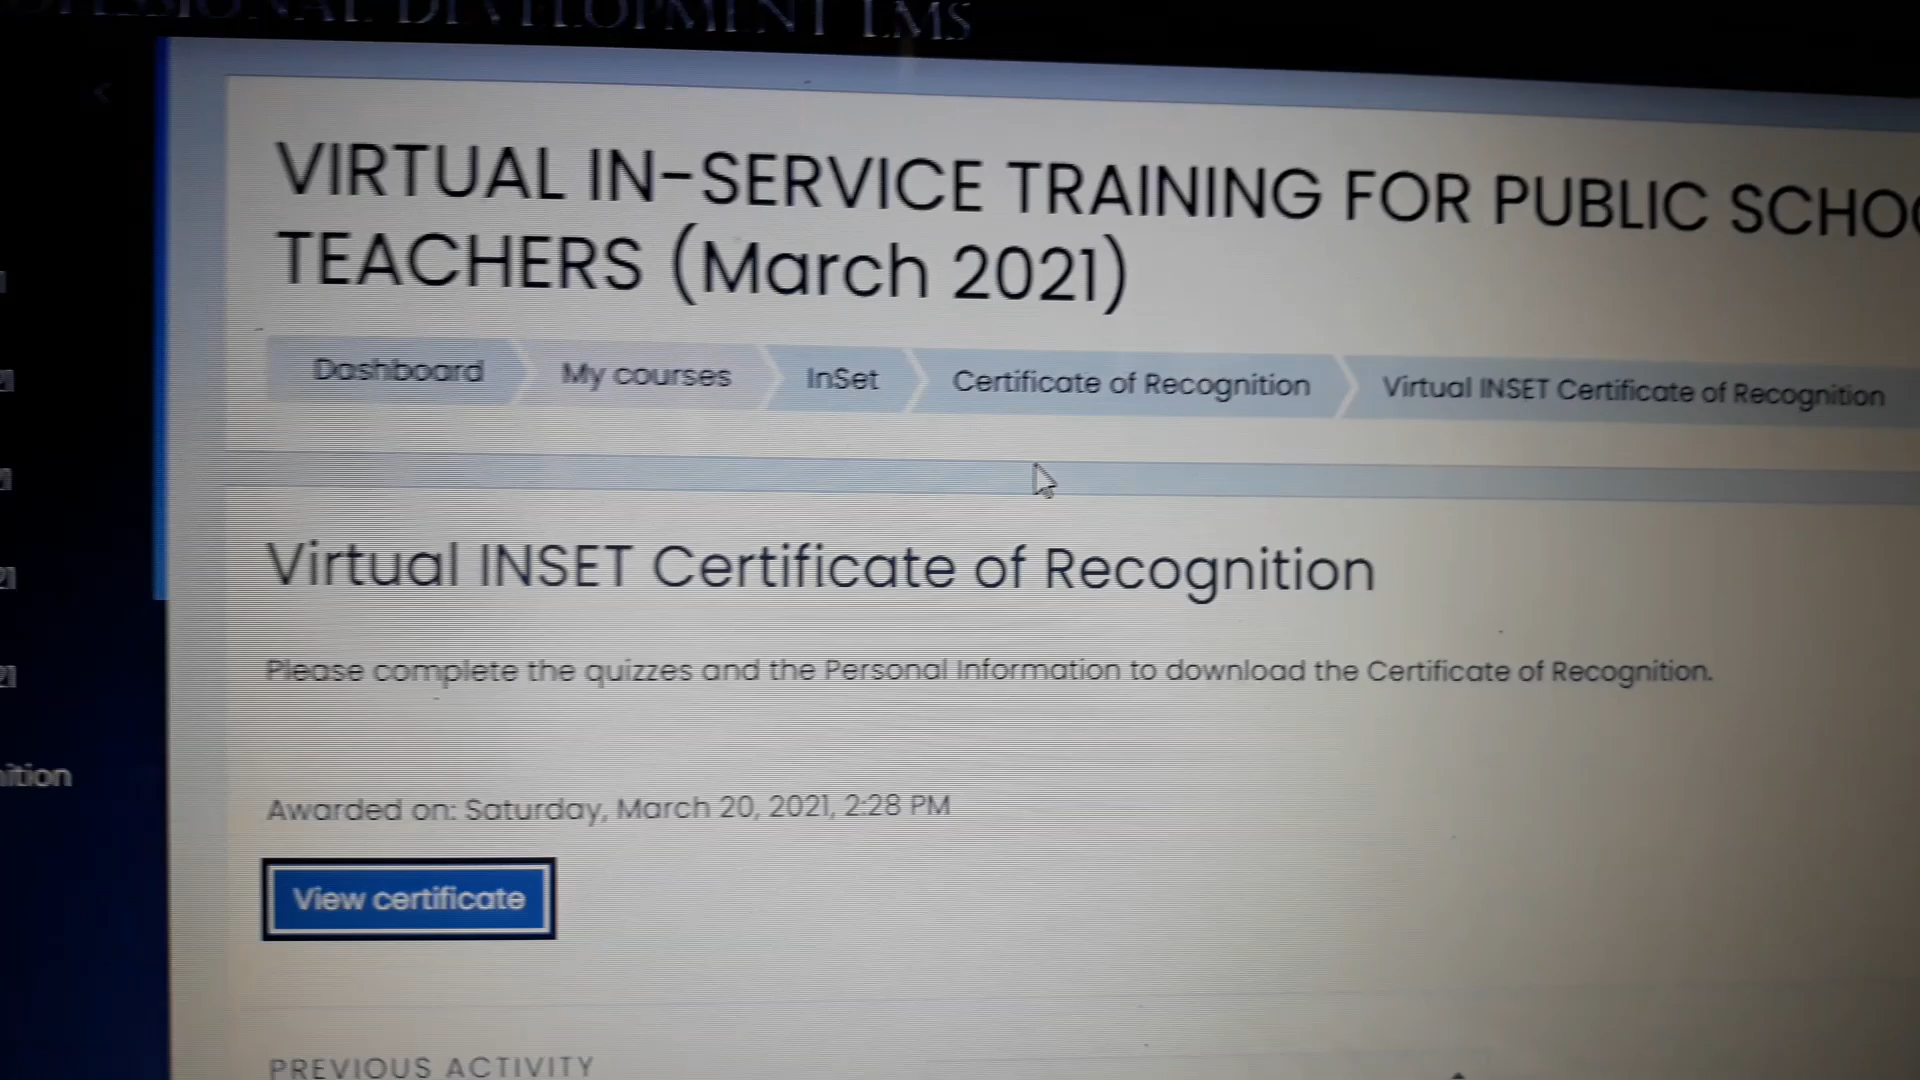 DEVELOPMENT LMS
VIRTUAL IN-SERVICE TRAINING FOR PUBLIC
TEACHERS (March 2021)
Dashboard My courses InSet Certificate of Recognition Virtual INSET Certificate of Recognition
Virtual INSET Certificate of Recognition
Please complete the quizzes and the Personal Information to download the Certificate of Recognition.
Awarded on: Saturday, March 20, 2021, 2:28 PM
View certificate
PREVIOUS ACTIVITY